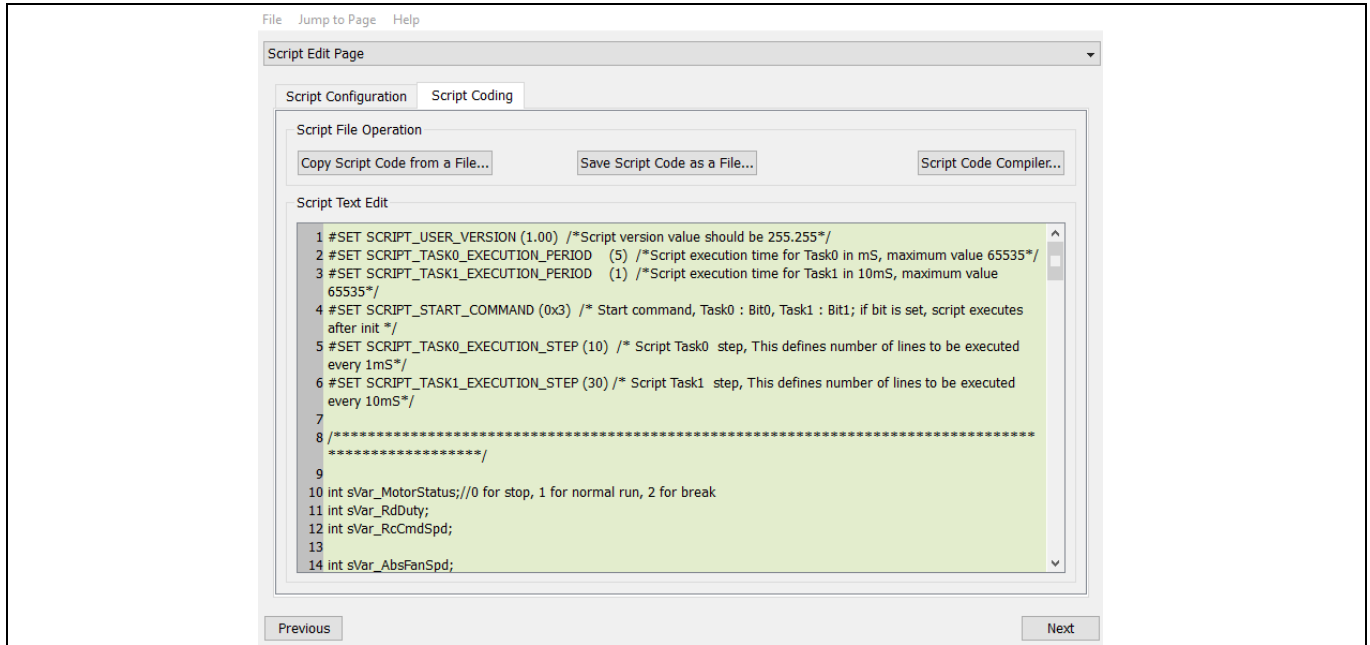 File Jump to Page Help
Script Edit Page
Script Configuration Script Coding
Script File Operation
Copy Script Code from a File... Save Script Code as a File... Script Code Compiler...
Script Text Edit
1 #SET SCRIPT_USER_VERSION (1.00) /*Script version value should be 255.255*/
2 #SET SCRIPT_TASK0_EXECUTION_PERIOD (5) /*Script execution time for Task0 in mS, maximum value 65535*/
3 #SET SCRIPT_TASK1_EXECUTION_PERIOD (1) /*Script execution time for Task1 in 10mS, maximum value
65535*/
4 #SET SCRIPT_START_COMMAND (0x3) /* Start command, Task0 : Bit0, Task1 : Bit1; if bit is set, script executes
after init */
5 #SET SCRIPT_TASK0_EXECUTION_STEP (10) /* Script Task0 step, This defines number of lines to be executed
every 1mS*/
6 #SET SCRIPT_TASK1_EXECUTION_STEP (30) /* Script Task1 step, This defines number of lines to be executed
every 10mS*/
7
8 /**********************************************************************************
******************/
9
10 int sVar_MotorStatus;//0 for stop, 1 for normal run, 2 for break
11 int sVar_RdDuty;
12 int sVar_RcCmdSpd;
13
14 int sVar_AbsFanSpd;
Previous Next